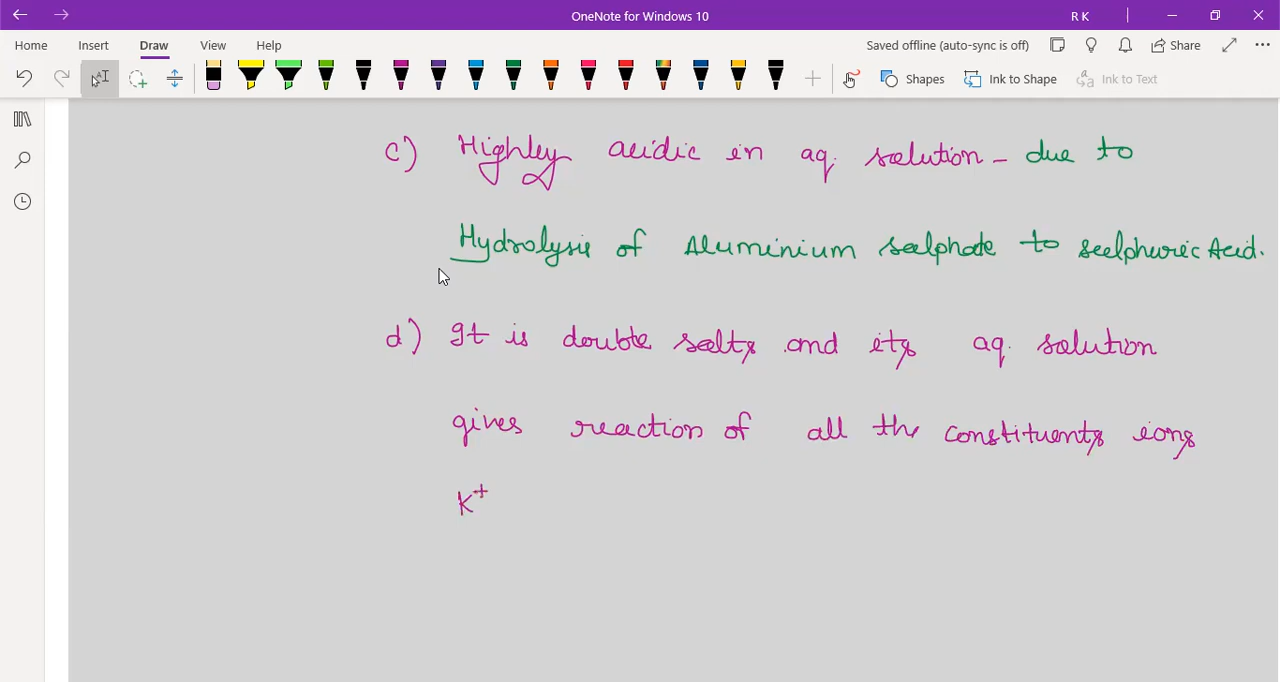 OneNote for Windows 10
R K
Home Insert Draw View Help
Saved offline (auto-sync is off) Share
Shapes Ink to Shape Ink to Text
c) Highly acidic in aq. solution - due to
Hydrolysis of Aluminium sulphate to sulphuric Acid.
d) It is double salts and its aq. solution
gives reaction of all the constituents ions
K+